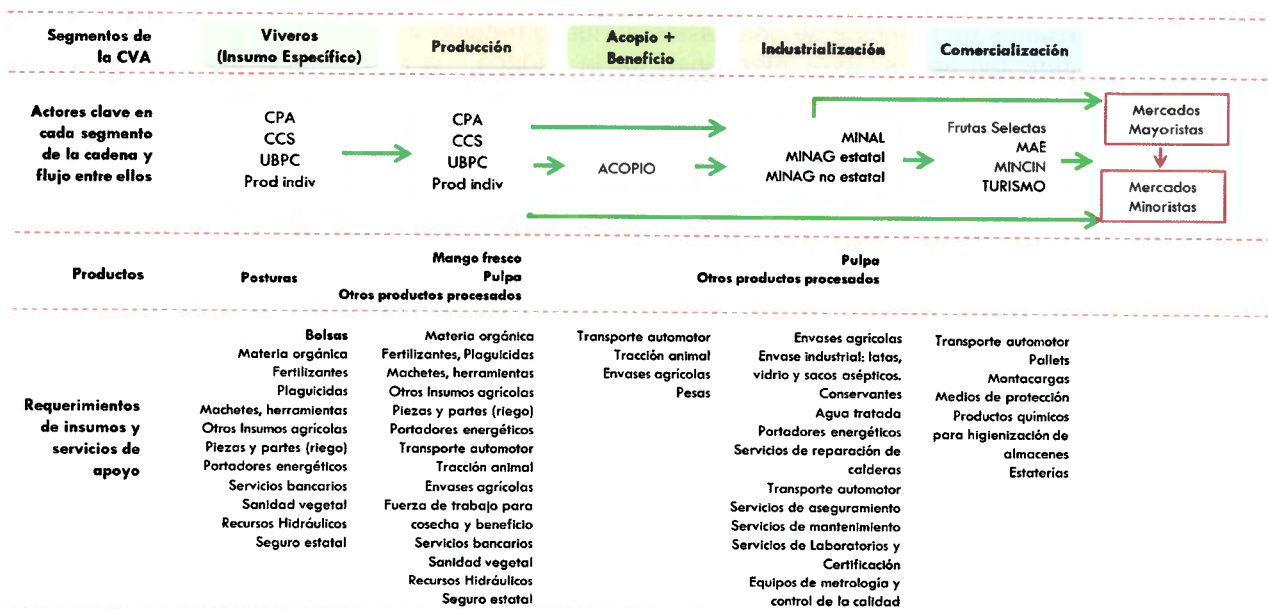 Segmentos de
la CVA
Viveros
(Insumo Específico)
Producción
Acopio +
Beneficio
Industrialización
Comercialización
Actores clave en
cada segmento
de la cadena y
flujo entre ellos
CPA
CCS
UBPC
Prod indiv
CPA
CCS
UBPC
Prod indiv
ACOPIO
MINAL
MINAG estatal
MINAG no estatal
Frutas Selectas
MAE
MINCIN
TURISMO
Mercados
Mayoristas
Mercados
Minoristas
Productos
Posturas
Mango fresco
Pulpa
Otros productos procesados
Pulpa
Otros productos procesados
Requerimientos
de insumos y
servicios de
apoyo
Bolsas
Materia orgánica
Fertilizantes
Plaguicidas
Machetes, herramientas
Otros Insumos agrícolas
Piezas y partes (riego)
Portadores energéticos
Servicios bancarios
Sanidad vegetal
Recursos Hidráulicos
Seguro estatal
Materia orgánica
Fertilizantes, Plaguicidas
Machetes, herramientas
Otros Insumos agrícolas
Piezas y partes (riego)
Portadores energéticos
Transporte automotor
Tracción animal
Envases agrícolas
Fuerza de trabajo para
cosecha y beneficio
Servicios bancarios
Sanidad vegetal
Recursos Hidráulicos
Seguro estatal
Transporte automotor
Tracción animal
Envases agrícolas
Pesas
Envases agrícolas
Envase industrial: latas,
vidrio y sacos asépticos.
Conservantes
Agua tratada
Portadores energéticos
Servicios de reparación de
calderas
Transporte automotor
Servicios de aseguramiento
Servicios de mantenimiento
Servicios de Laboratorios y
Certificación
Equipos de metrología y
control de la calidad
Transporte automotor
Pallets
Montacargas
Medios de protección
Productos químicos
para higienización de
almacenes
Estaterías